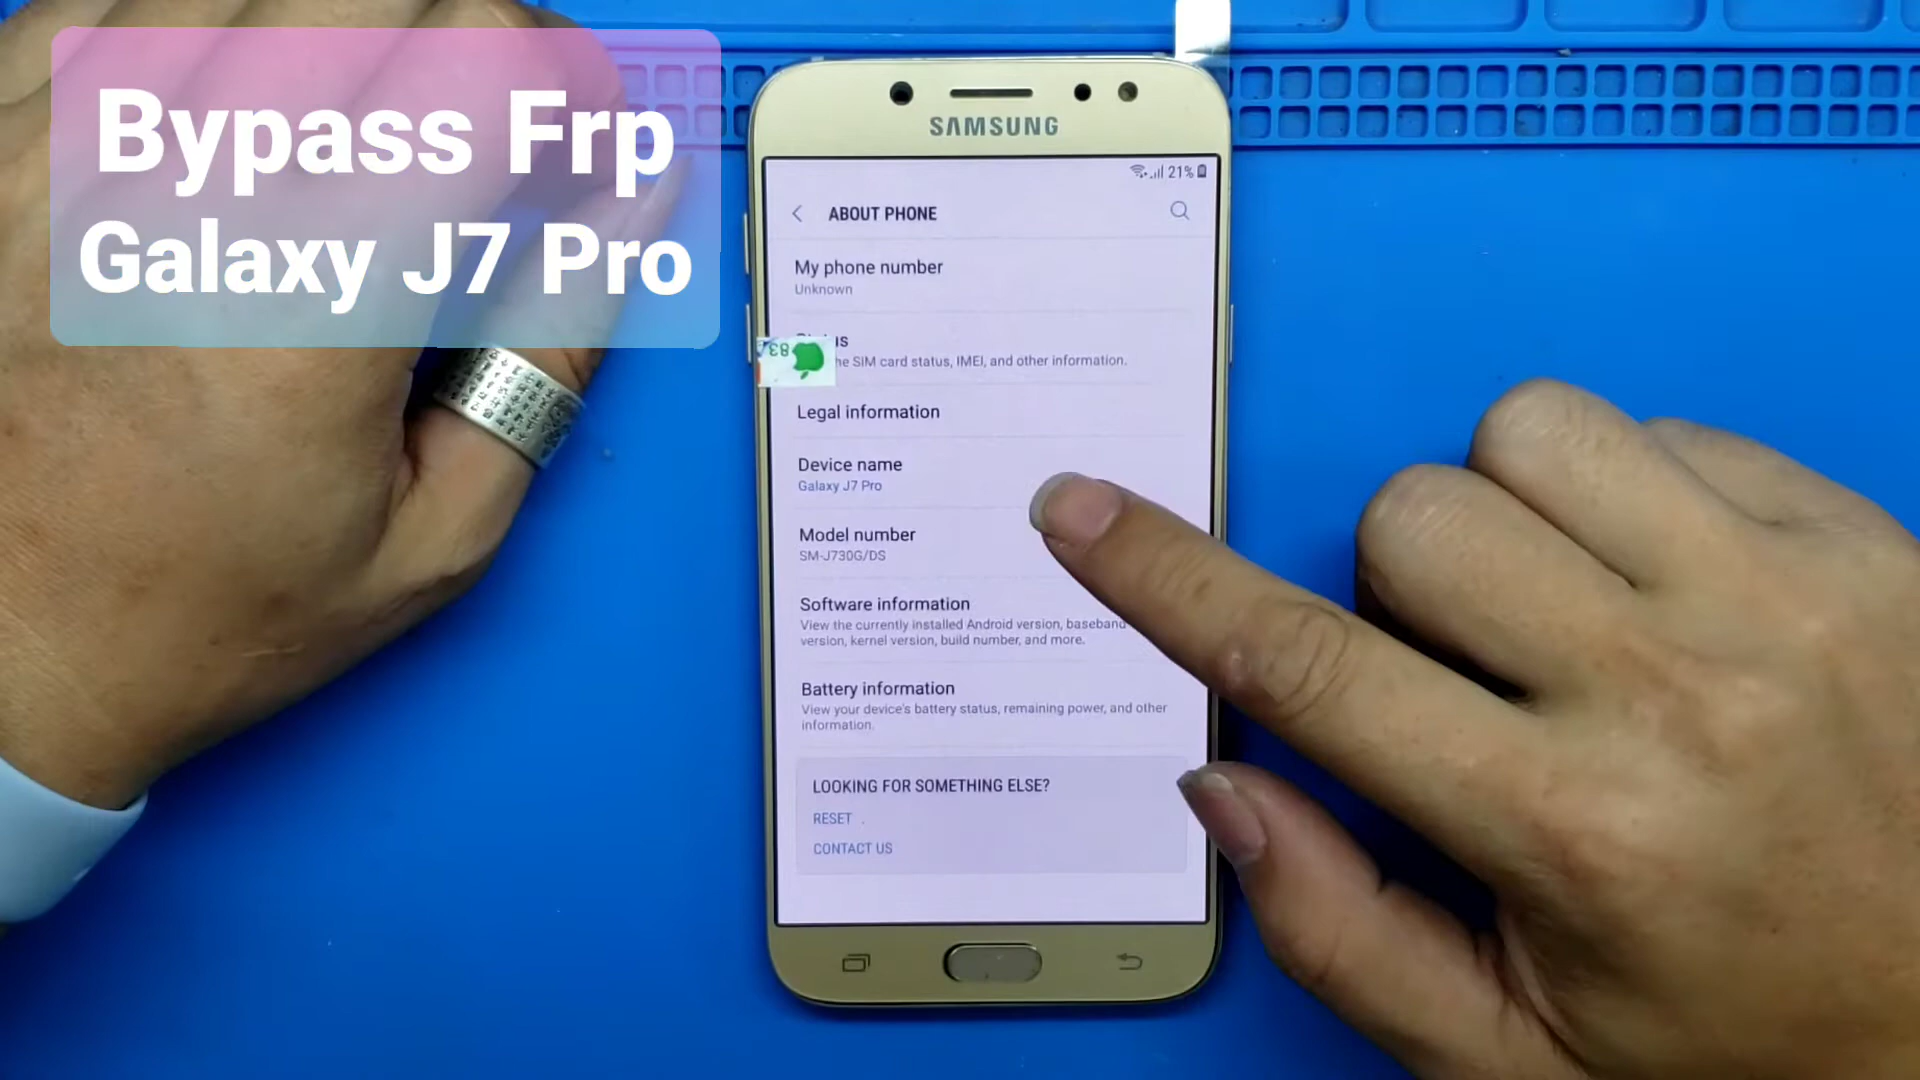 Bypass Frp
Galaxy J7 Pro
SAMSUNG
21%
ABOUT PHONE
My phone number
Unknown
SIM card status, IMEI, and other information.
83
Legal information
Device name
Galaxy J7 Pro
Model number
SM-J730G/DS
Software information
View the currently installed Android version, baseband
version, kernel version, build number, and more.
Battery information
View your device's battery status, remaining power, and other
information.
LOOKING FOR SOMETHING ELSE?
RESET
CONTACT US